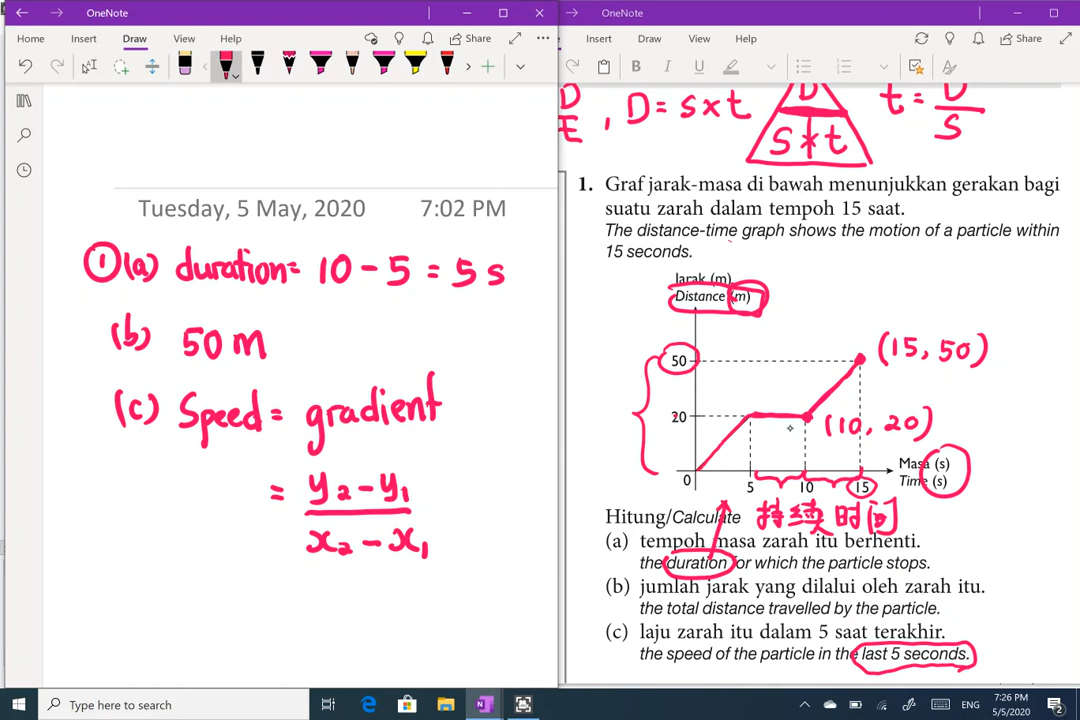 OneNote
Home Insert Draw View Help Share
Tuesday, 5 May, 2020 7:02 PM
①(a) duration= 10 - 5 = 5 s
(b) 50 m
(c) Speed = gradient
= y₂ - y₁
x₂ - x₁
OneNote
Insert Draw View Help Share
D
t , D = s x t
D
s * t
t = D
s
1. Graf jarak-masa di bawah menunjukkan gerakan bagi
suatu zarah dalam tempoh 15 saat.
The distance-time graph shows the motion of a particle within
15 seconds.
Jarak (m)
Distance (m)
50
(15, 50)
20
(10, 20)
Masa (s)
Time (s)
0 5 10 15
持续时间
Hitung/Calculate
(a) tempoh masa zarah itu berhenti.
the duration for which the particle stops.
(b) jumlah jarak yang dilalui oleh zarah itu.
the total distance travelled by the particle.
(c) laju zarah itu dalam 5 saat terakhir.
the speed of the particle in the last 5 seconds.
Type here to search
ENG
7:26 PM
5/5/2020
2